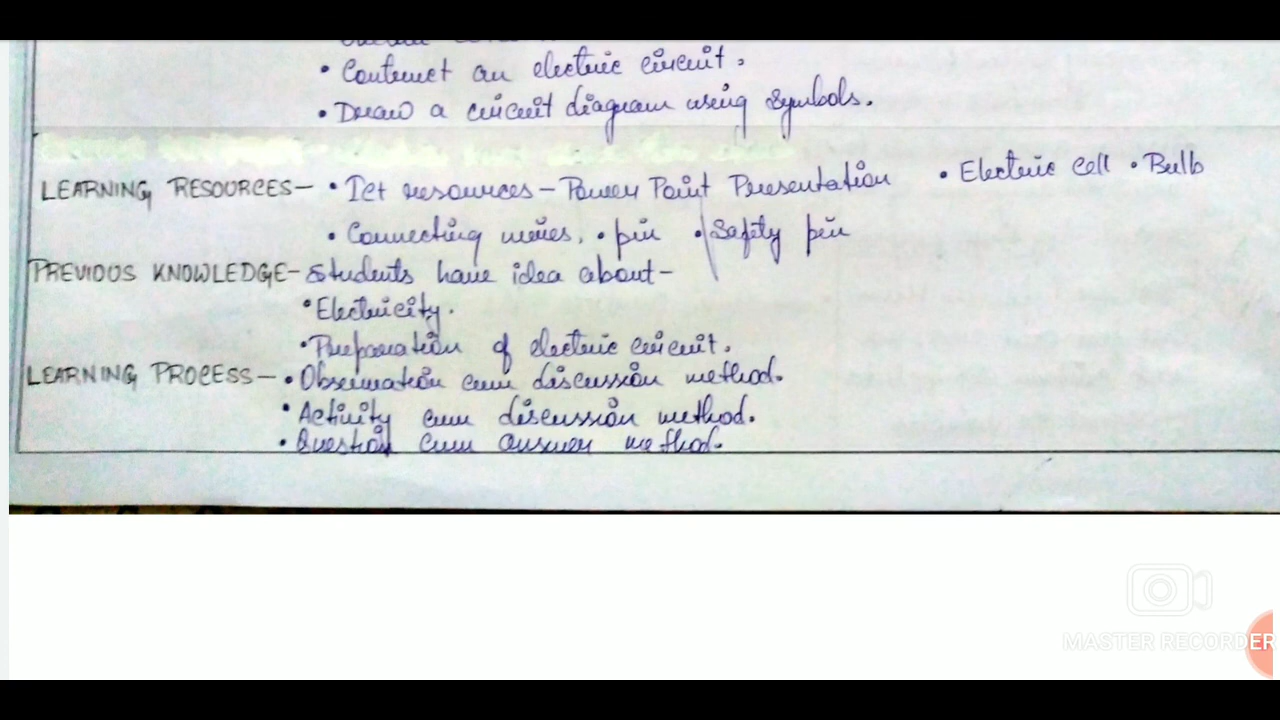 • Contruct an electric circuit.
• Draw a circuit diagram using symbols.
LEARNING RESOURCES – • Ict resources – Power Point Presentation • Electric cell • Bulb
• Connecting wires. • pin • Safety pin
PREVIOUS KNOWLEDGE – Students have idea about –
• Electricity.
• Preparation of electric circuit.
LEARNING PROCESS – • Observation cum discussion method.
• Activity cum discussion method.
• Question cum answer method.
MASTER RECORDER